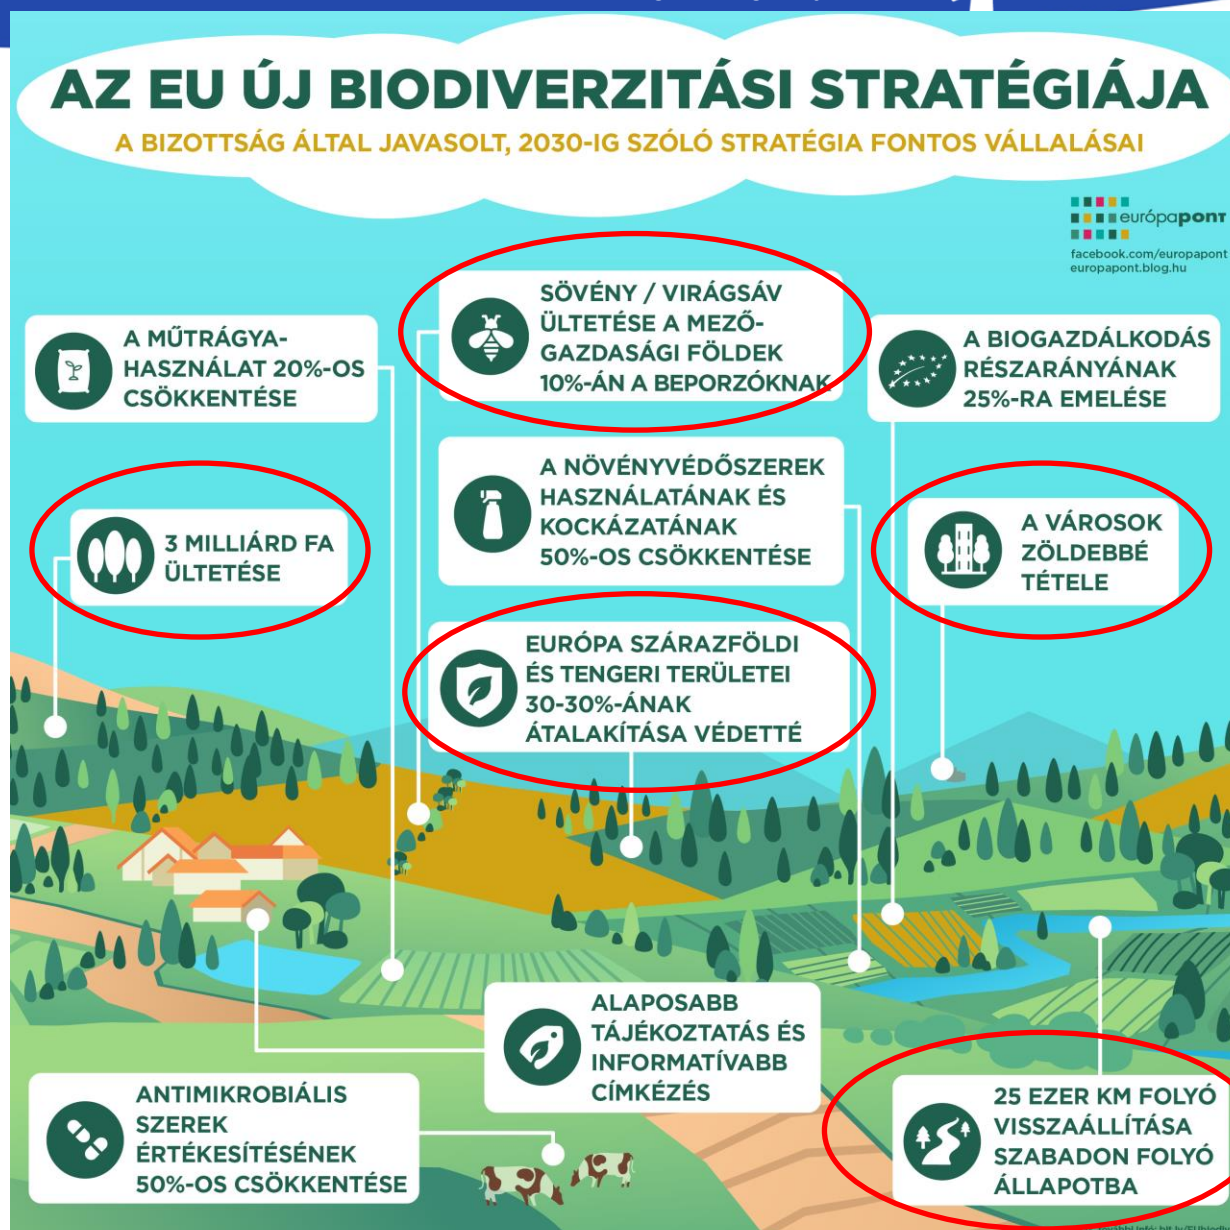 AZ EU ÚJ BIODIVERZITÁSI STRATÉGIÁJA
A BIZOTTSÁG ÁLTAL JAVASOLT, 2030-IG SZÓLÓ STRATÉGIA FONTOS VÁLLALÁSAI
európapont
facebook.com/europapont
europapont.blog.hu
A MŰTRÁGYA-
HASZNÁLAT 20%-OS
CSÖKKENTÉSE
SÖVÉNY / VIRÁGSÁV
ÜLTETÉSE A MEZŐ-
GAZDASÁGI FÖLDEK
10%-ÁN A BEPORZÓKNAK
A BIOGAZDÁLKODÁS
RÉSZARÁNYÁNAK
25%-RA EMELÉSE
3 MILLIÁRD FA
ÜLTETÉSE
A NÖVÉNYVÉDŐSZEREK
HASZNÁLATÁNAK ÉS
KOCKÁZATÁNAK
50%-OS CSÖKKENTÉSE
A VÁROSOK
ZÖLDEBBÉ
TÉTELE
EURÓPA SZÁRAZFÖLDI
ÉS TENGERI TERÜLETEI
30-30%-ÁNAK
ÁTALAKÍTÁSA VÉDETTÉ
ALAPOSABB
TÁJÉKOZTATÁS ÉS
INFORMATÍVABB
CÍMKÉZÉS
ANTIMIKROBIÁLIS
SZEREK
ÉRTÉKESÍTÉSÉNEK
50%-OS CSÖKKENTÉSE
25 EZER KM FOLYÓ
VISSZAÁLLÍTÁSA
SZABADON FOLYÓ
ÁLLAPOTBA